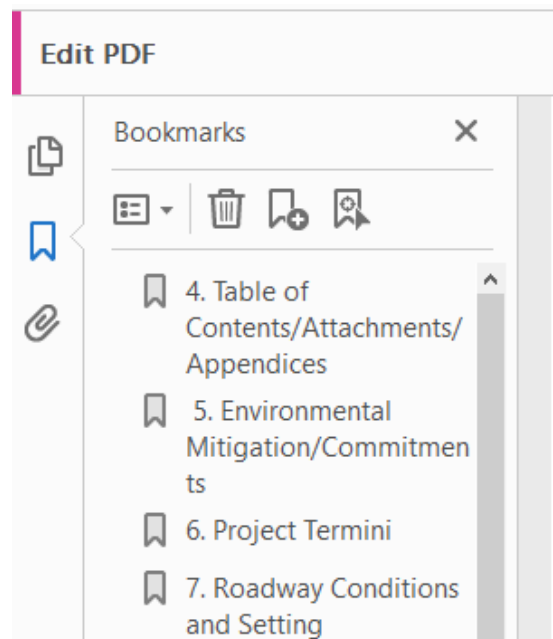 Edit PDF
Bookmarks
4. Table of
Contents/Attachments/
Appendices
5. Environmental
Mitigation/Commitmen
ts
6. Project Termini
7. Roadway Conditions
and Setting